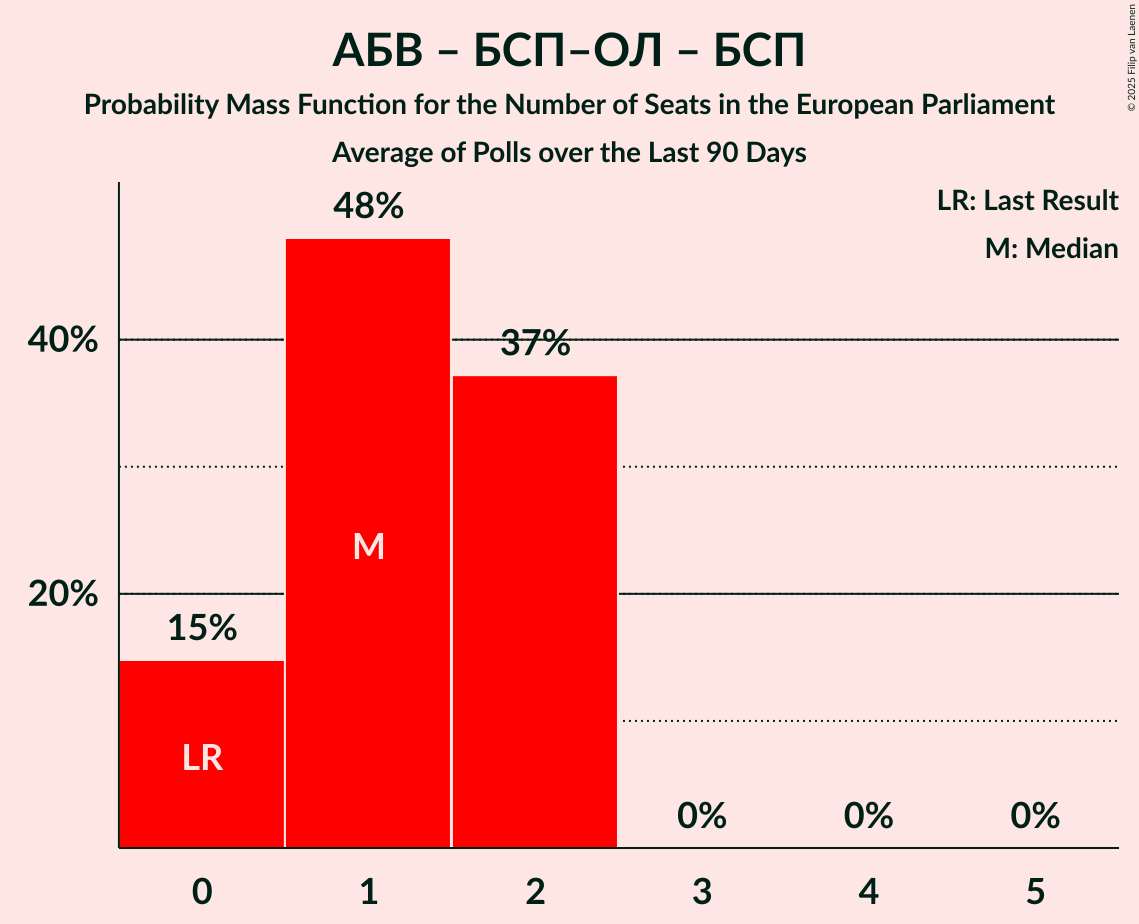 АБВ – БСП–ОЛ – БСП
Probability Mass Function for the Number of Seats in the European Parliament
Average of Polls over the Last 90 Days
© 2025 Filip van Laenen
LR: Last Result
M: Median
48%
40%
37%
M
20%
15%
LR
0%
0%
0%
0
1
2
3
4
5